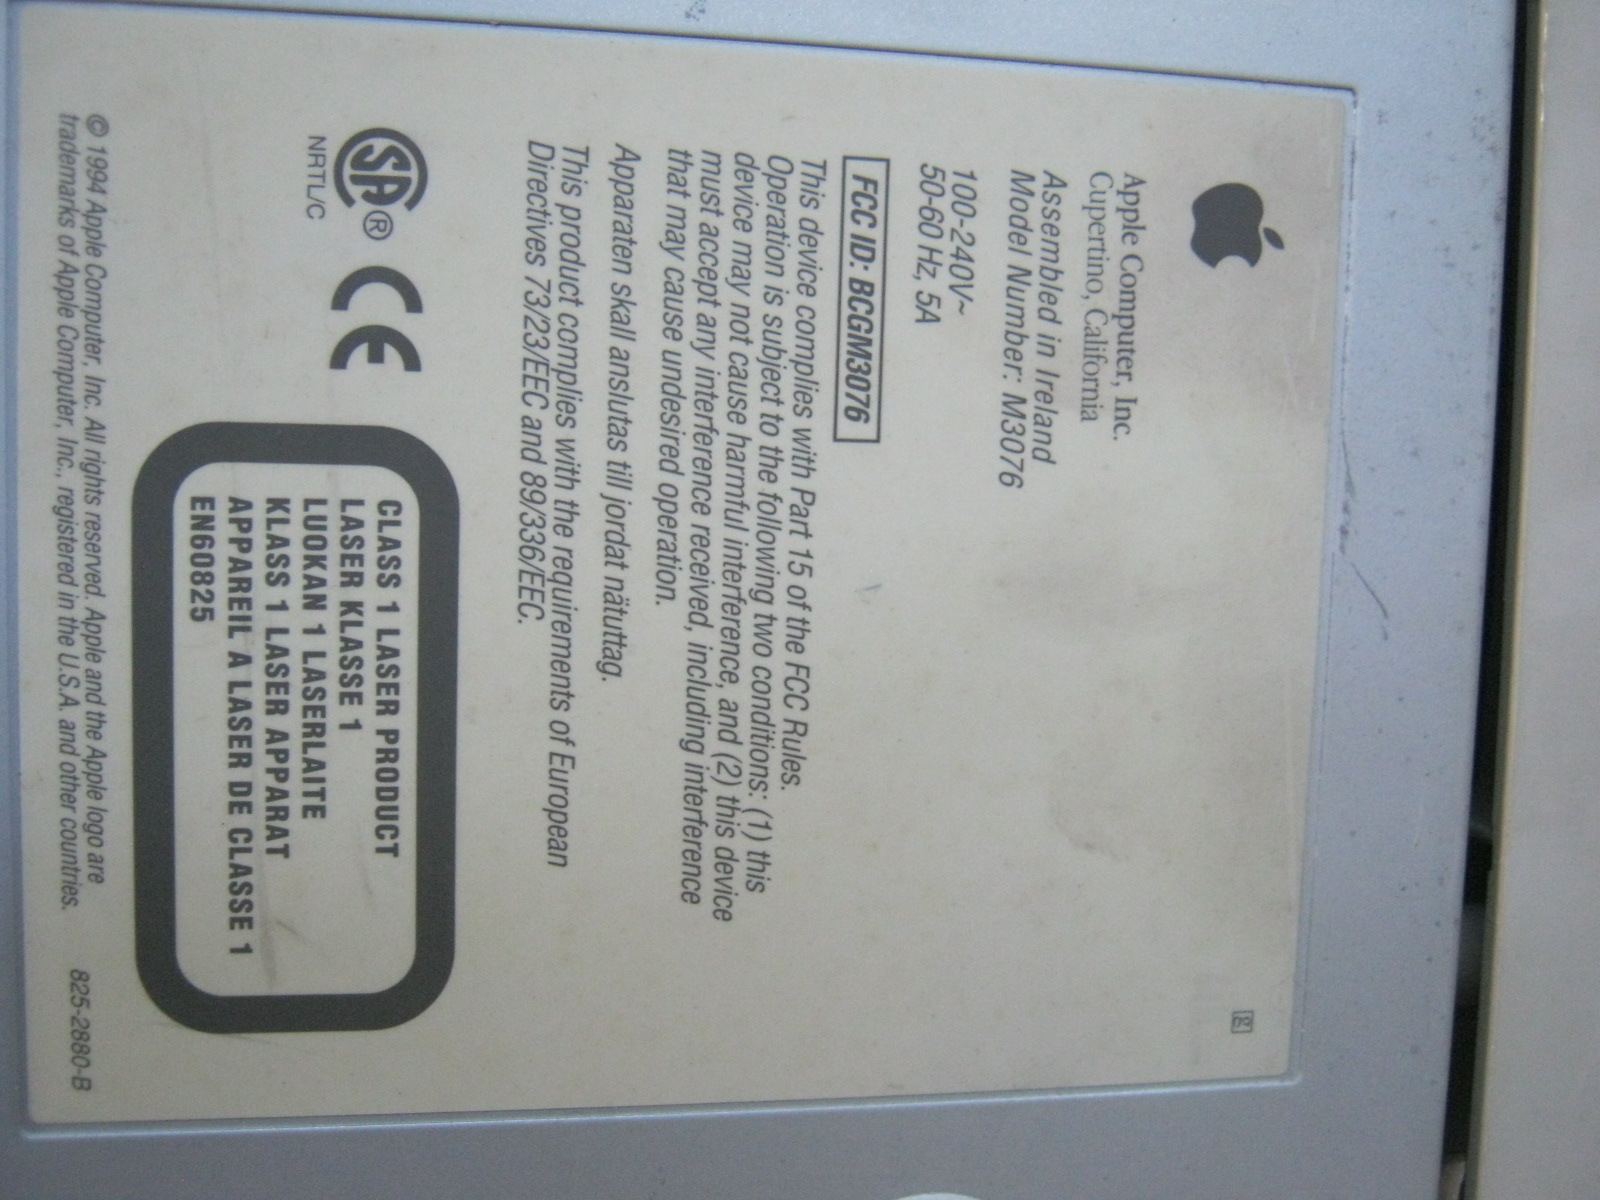 Apple Computer, Inc.
Cupertino, California
Assembled in Ireland
Model Number: M3076
100-240V~
50-60 Hz, 5A
FCC ID: BCGM3076
This device complies with Part 15 of the FCC Rules.
Operation is subject to the following two conditions: (1) this
device may not cause harmful interference, and (2) this device
must accept any interference received, including interference
that may cause undesired operation.
Apparaten skall anslutas till jordat nätuttag.
This product complies with the requirements of European
Directives 73/23/EEC and 89/336/EEC.
SA®
NRTL/C
CE
CLASS 1 LASER PRODUCT
LASER KLASSE 1
LUOKAN 1 LASERLAITE
KLASS 1 LASER APPARAT
APPAREIL A LASER DE CLASSE 1
EN60825
© 1994 Apple Computer, Inc. All rights reserved. Apple and the Apple logo are
trademarks of Apple Computer, Inc., registered in the U.S.A. and other countries.
825-2880-B